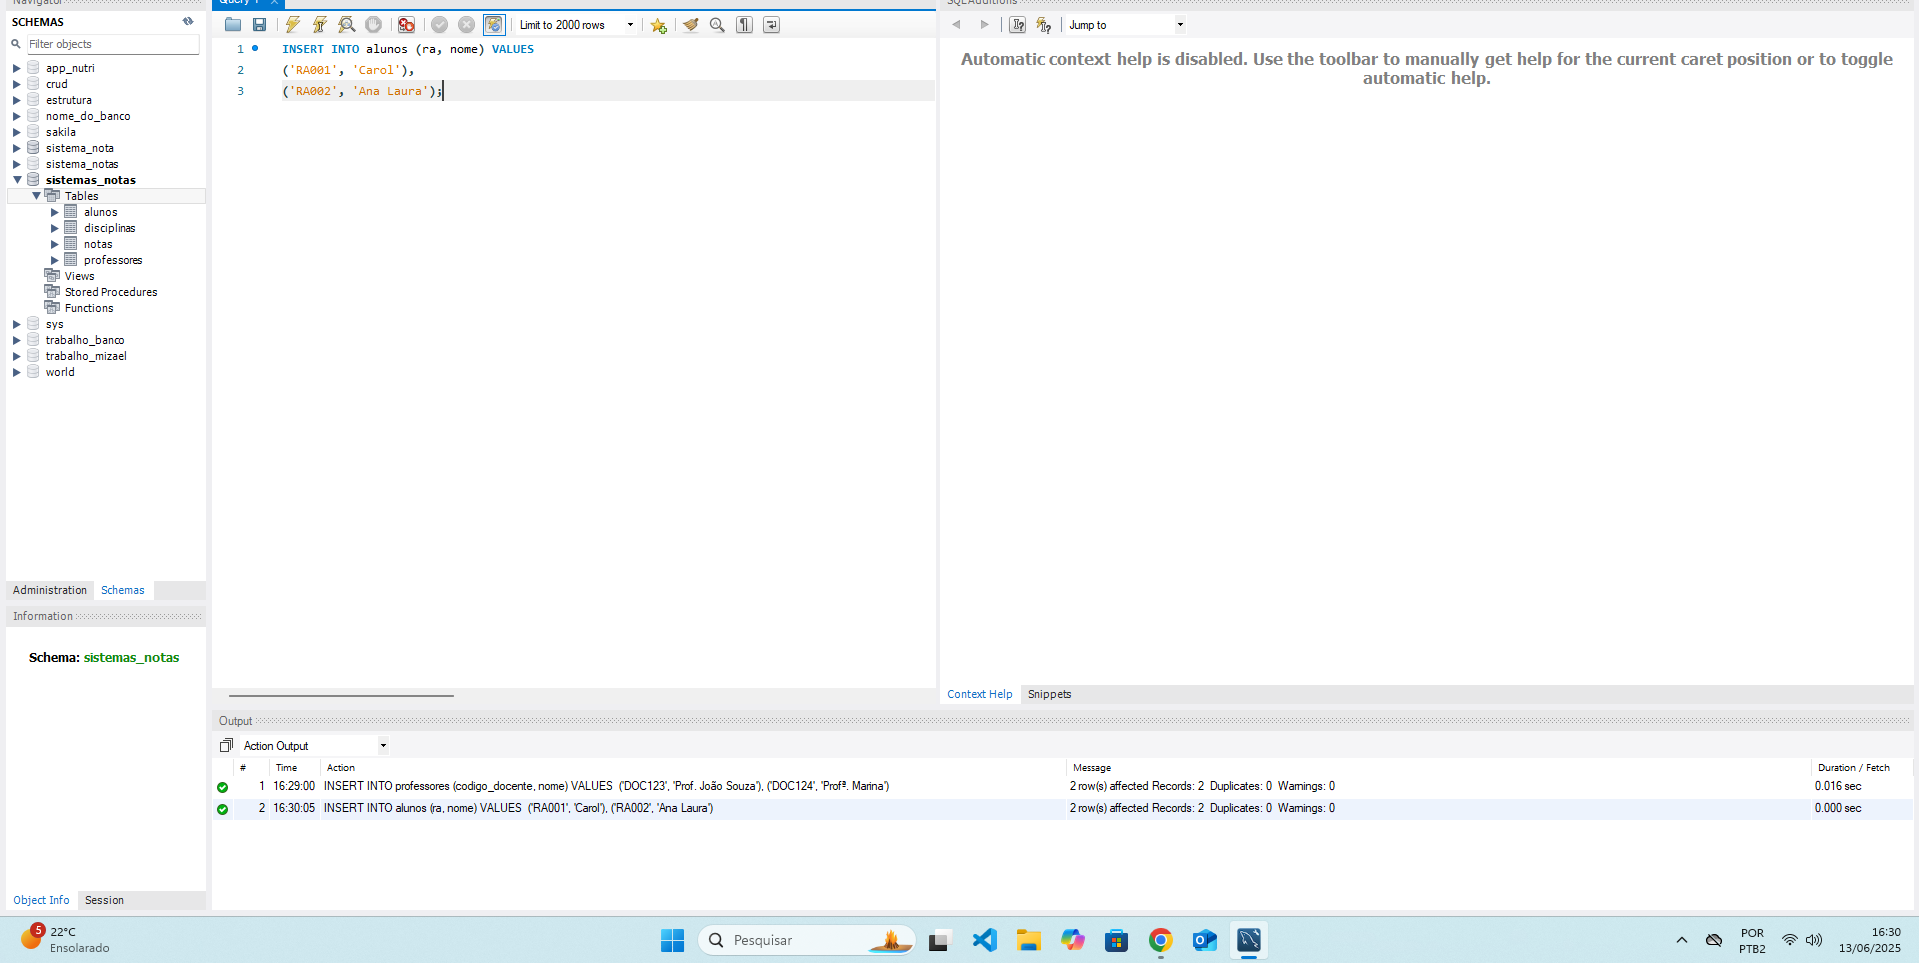 Navigator
SCHEMAS
Filter objects
app_nutri
crud
estrutura
nome_do_banco
sakila
sistema_nota
sistema_notas
sistemas_notas
Tables
alunos
disciplinas
notas
professores
Views
Stored Procedures
Functions
sys
trabalho_banco
trabalho_mizael
world
Administration Schemas
Information
Schema: sistemas_notas
Object Info Session
Query 1
Limit to 2000 rows
1 INSERT INTO alunos (ra, nome) VALUES
2 ('RA001', 'Carol'),
3 ('RA002', 'Ana Laura');
SQLAdditions
Jump to
Automatic context help is disabled. Use the toolbar to manually get help for the current caret position or to toggle
automatic help.
Context Help Snippets
Output
Action Output
# Time Action Message Duration / Fetch
1 16:29:00 INSERT INTO professores (codigo_docente, nome) VALUES ('DOC123', 'Prof. João Souza'), ('DOC124', 'Profª. Marina') 2 row(s) affected Records: 2 Duplicates: 0 Warnings: 0 0.016 sec
2 16:30:05 INSERT INTO alunos (ra, nome) VALUES ('RA001', 'Carol'), ('RA002', 'Ana Laura') 2 row(s) affected Records: 2 Duplicates: 0 Warnings: 0 0.000 sec
5
22°C
Ensolarado
Pesquisar
POR
PTB2
16:30
13/06/2025